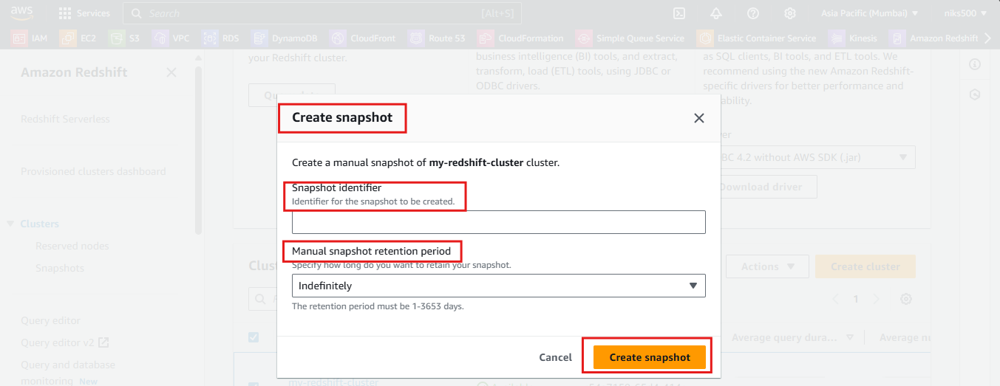 aws
Services
Search
[Alt+S]
Asia Pacific (Mumbai)
niks500
IAM
EC2
S3
VPC
RDS
DynamoDB
CloudFront
Route 53
CloudFormation
Simple Queue Service
Elastic Container Service
Kinesis
Amazon Redshift
Amazon Redshift
Redshift Serverless
Provisioned clusters dashboard
Clusters
Reserved nodes
Snapshots
Query editor
Query editor v2
Query and database
monitoring New
your Redshift cluster.
business intelligence (BI) tools, and extract,
transform, load (ETL) tools, using JDBC or
ODBC drivers.
as SQL clients, BI tools, and ETL tools. We
recommend using the new Amazon Redshift-
specific drivers for better performance and
BC 4.2 without AWS SDK (.jar)
Download driver
Create snapshot
Create a manual snapshot of my-redshift-cluster cluster.
Snapshot identifier
Identifier for the snapshot to be created.
Manual snapshot retention period
Specify how long do you want to retain your snapshot.
Indefinitely
The retention period must be 1-3653 days.
Cancel
Create snapshot
Actions
Create cluster
1
Average query dura...
Average
my-redshift-cluster
Available